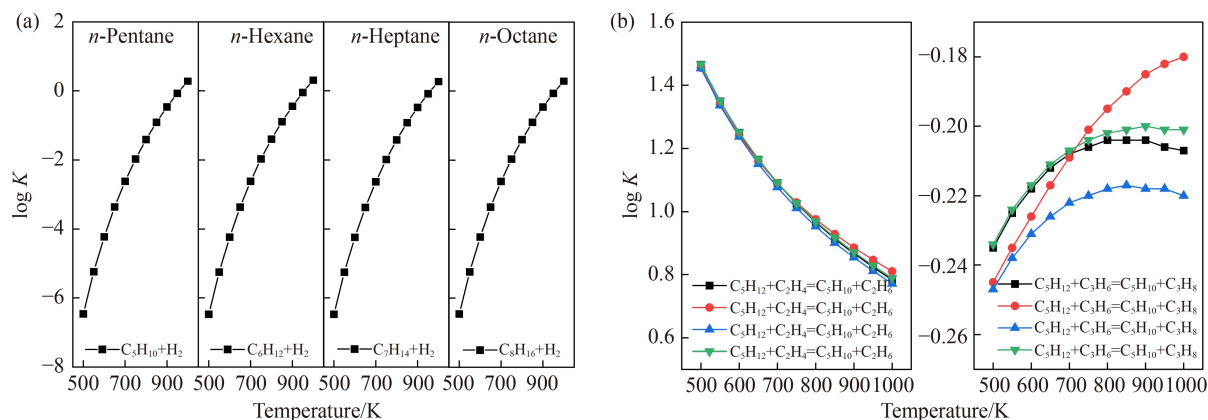 (a)
n-Pentane
n-Hexane
n-Heptane
n-Octane
log K
2
0
−2
−4
−6
−8
C₅H₁₀+H₂
C₆H₁₂+H₂
C₇H₁₄+H₂
C₈H₁₆+H₂
500 700 900 500 700 900 500 700 900 500 700 900
Temperature/K
(b)
log K
1.4
1.2
1.0
0.8
0.6
C₅H₁₂+C₂H₄=C₅H₁₀+C₂H₆
C₅H₁₂+C₂H₄=C₅H₁₀+C₂H₆
C₅H₁₂+C₂H₄=C₅H₁₀+C₂H₆
C₅H₁₂+C₂H₄=C₅H₁₀+C₂H₆
500 600 700 800 900 1000
−0.18
−0.20
−0.22
−0.24
−0.26
C₅H₁₂+C₃H₆=C₅H₁₀+C₃H₈
C₅H₁₂+C₃H₆=C₅H₁₀+C₃H₈
C₅H₁₂+C₃H₆=C₅H₁₀+C₃H₈
C₅H₁₂+C₃H₆=C₅H₁₀+C₃H₈
500 600 700 800 900 1000
Temperature/K